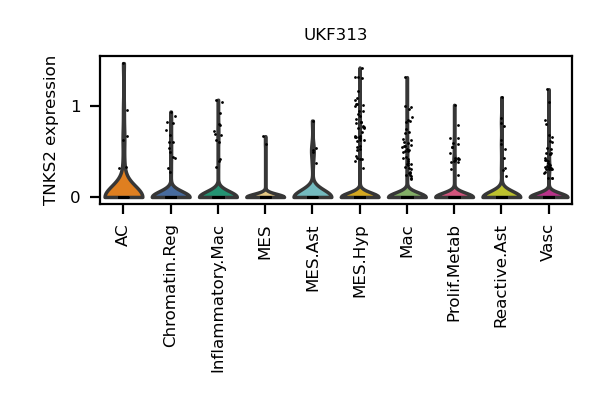 UKF313
TNKS2 expression
1
0
AC
Chromatin.Reg
Inflammatory.Mac
MES
MES.Ast
MES.Hyp
Mac
Prolif.Metab
Reactive.Ast
Vasc